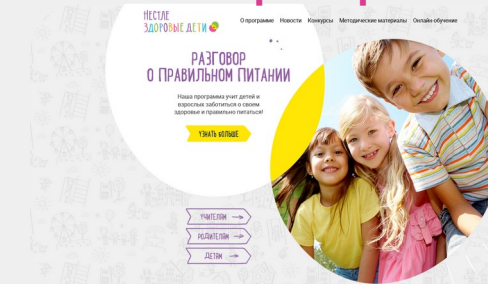 НЕСТЛЕ
ЗДОРОВЫЕ ДЕТИ
О программе Новости Конкурсы Методические материалы Онлайн-обучение
РАЗГОВОР
О ПРАВИЛЬНОМ ПИТАНИИ
Наша программа учит детей и
взрослых заботиться о своем
здоровье и правильно питаться!
УЗНАТЬ БОЛЬШЕ
УЧИТЕЛЯМ
РОДИТЕЛЯМ
ДЕТЯМ